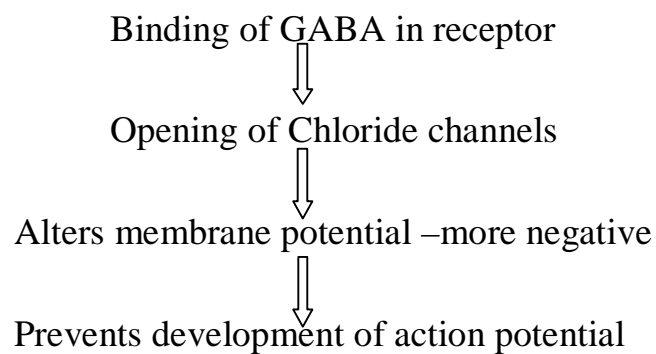 Binding of GABA in receptor
Opening of Chloride channels
Alters membrane potential –more negative
Prevents development of action potential